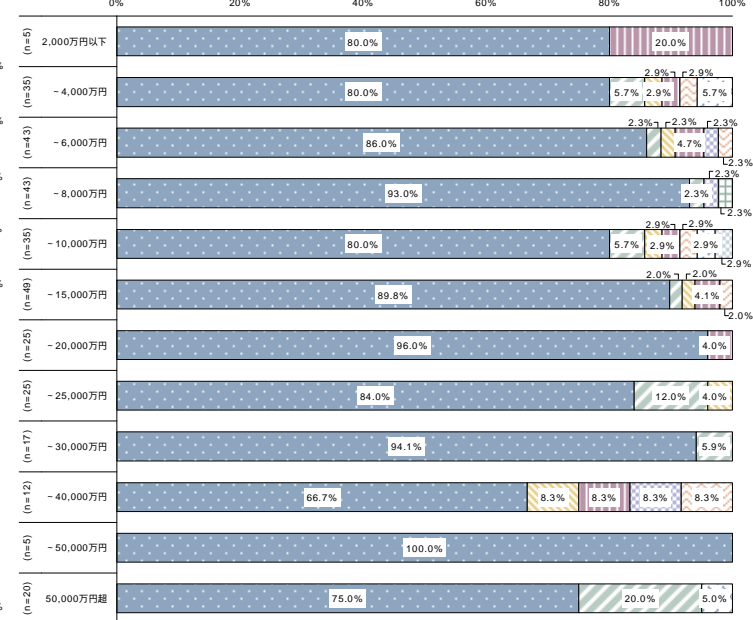 0% 20% 40% 60% 80% 100%
(n=5) 2,000万円以下 80.0% 20.0%
2.9% 2.9%
(n=35) －4,000万円 80.0% 5.7% 2.9% 5.7%
2.3% 2.3% 2.3%
(n=43) －6,000万円 86.0% 4.7%
2.3%
2.3%
(n=43) －8,000万円 93.0% 2.3%
2.3%
2.9% 2.9%
(n=35) －10,000万円 80.0% 5.7% 2.9% 2.9%
2.9%
2.0% 2.0%
(n=49) －15,000万円 89.8% 4.1%
2.0%
(n=25) －20,000万円 96.0% 4.0%
(n=25) －25,000万円 84.0% 12.0% 4.0%
(n=17) －30,000万円 94.1% 5.9%
(n=12) －40,000万円 66.7% 8.3% 8.3% 8.3% 8.3%
(n=5) －50,000万円 100.0%
(n=20) 50,000万円超 75.0% 20.0% 5.0%